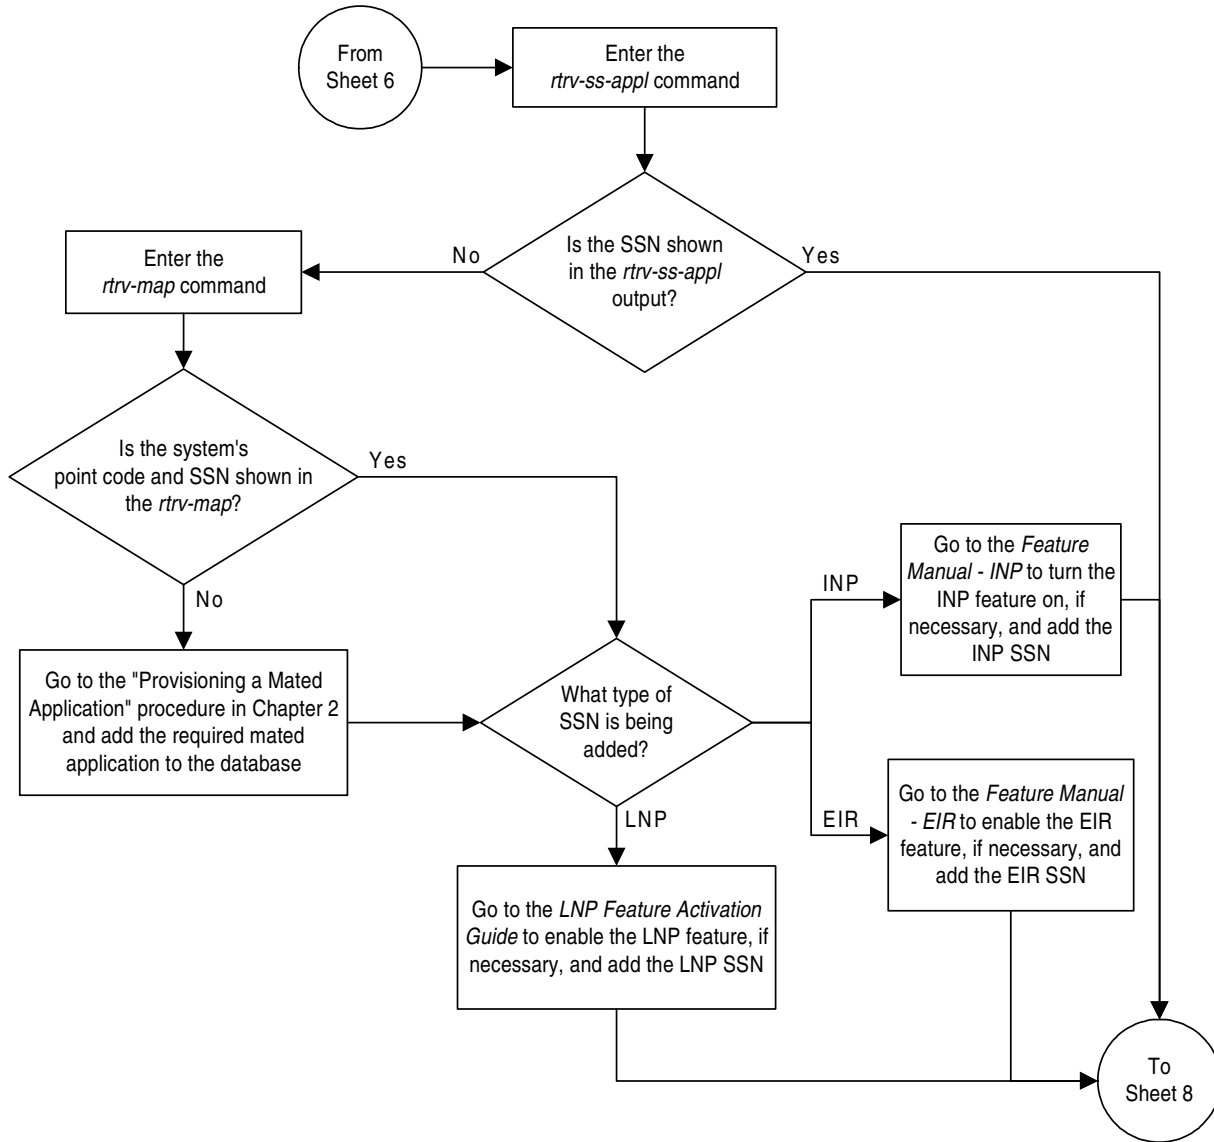 From
Sheet 6
Enter the
rtrv-ss-appl command
Is the SSN shown
in the rtrv-ss-appl
output?
No
Yes
Enter the
rtrv-map command
Is the system's
point code and SSN shown in
the rtrv-map?
Yes
No
Go to the "Provisioning a Mated
Application" procedure in Chapter 2
and add the required mated
application to the database
What type of
SSN is being
added?
INP
Go to the Feature
Manual - INP to turn the
INP feature on, if
necessary, and add the
INP SSN
EIR
Go to the Feature Manual
- EIR to enable the EIR
feature, if necessary, and
add the EIR SSN
LNP
Go to the LNP Feature Activation
Guide to enable the LNP feature, if
necessary, and add the LNP SSN
To
Sheet 8